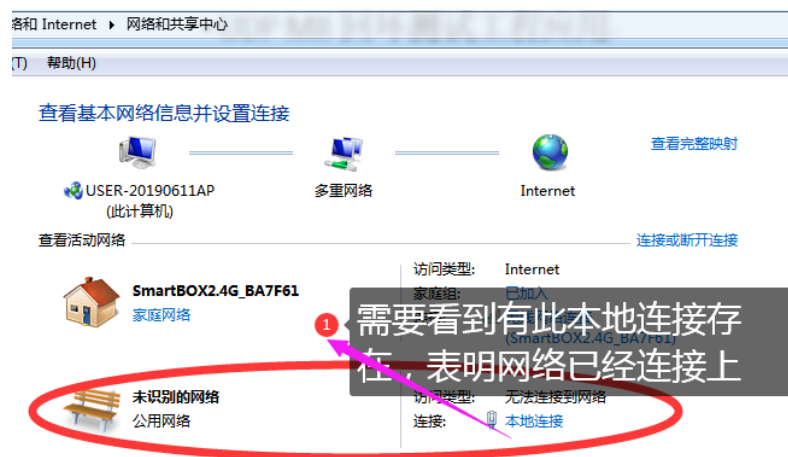 络和 Internet ▸ 网络和共享中心
(T) 帮助(H)
查看基本网络信息并设置连接
查看完整映射
USER-20190611AP
(此计算机)
多重网络
Internet
查看活动网络
连接或断开连接
SmartBOX2.4G_BA7F61
家庭网络
访问类型: Internet
家庭组: 已加入
(SmartBOX2.4G_BA7F61)
1
需要看到有此本地连接存
在，表明网络已经连接上
未识别的网络
公用网络
访问类型: 无法连接到网络
连接: 本地连接